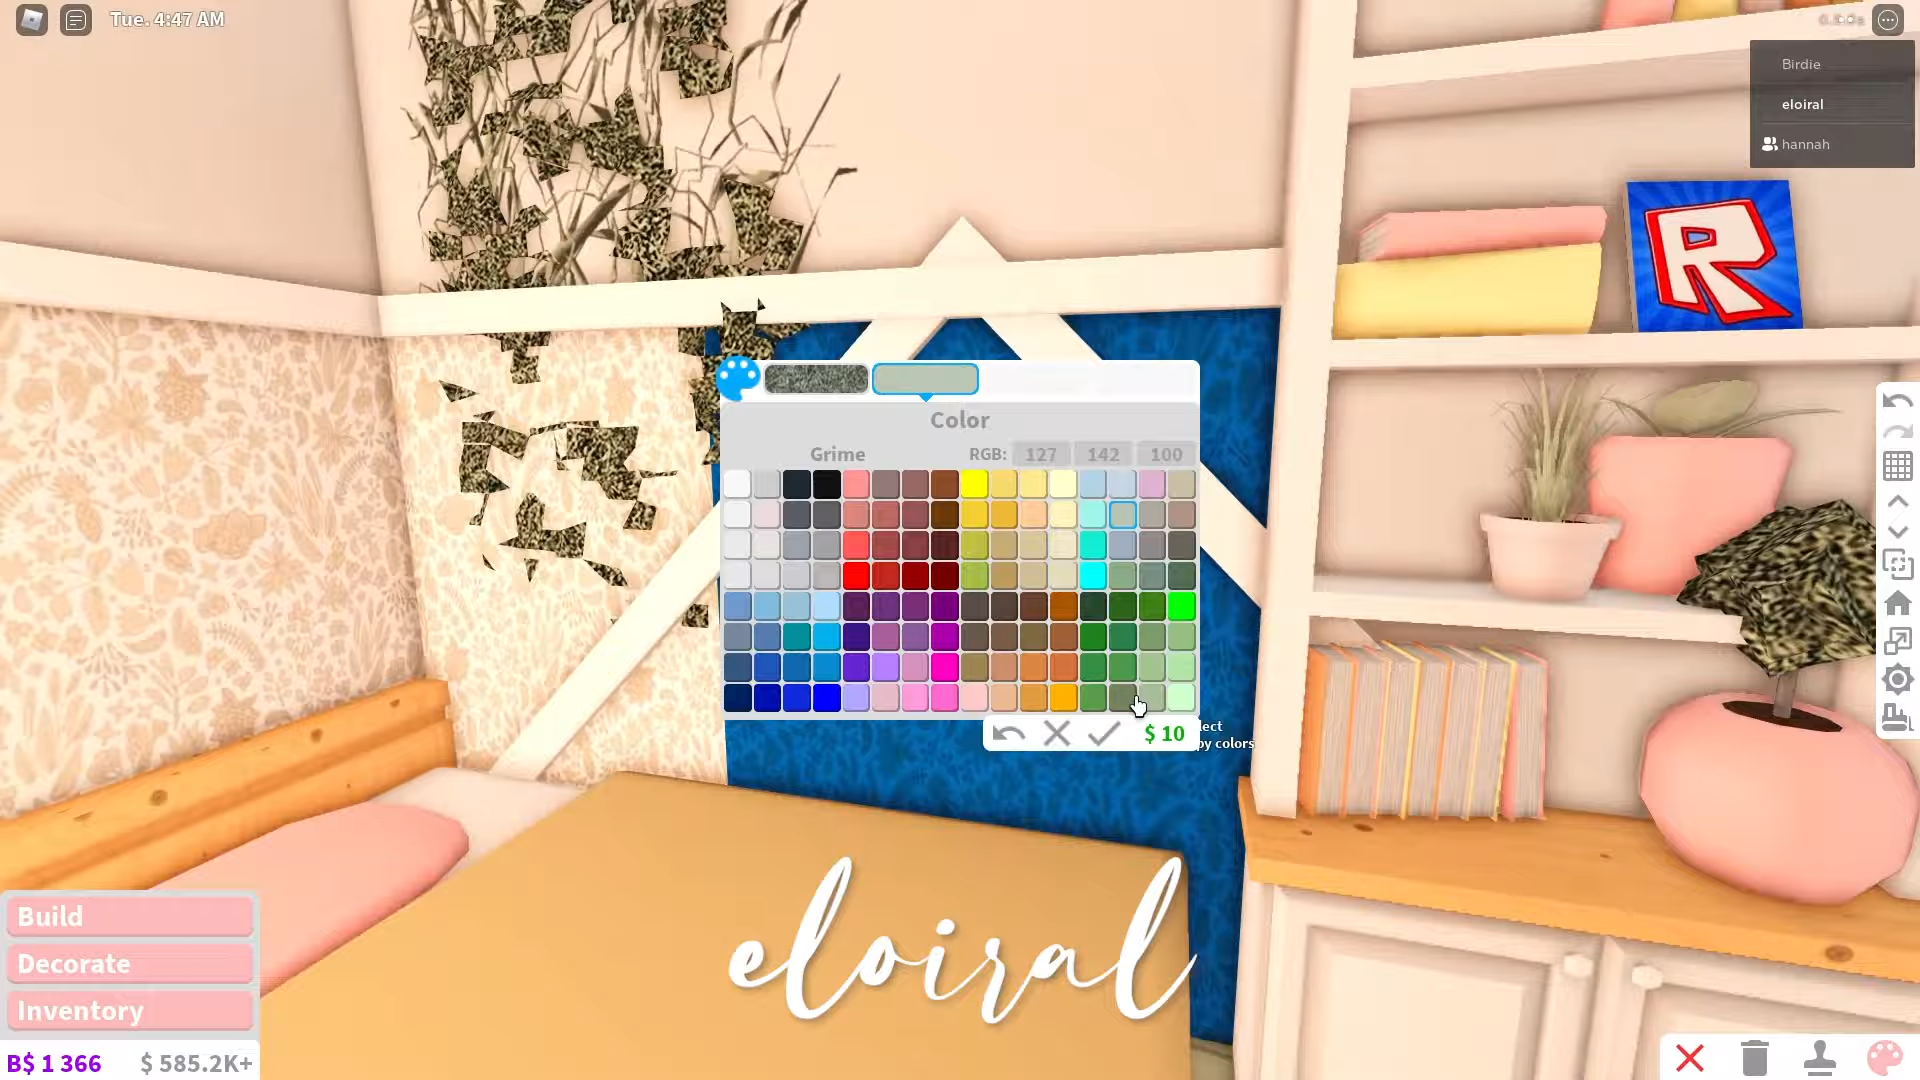 Tue. 4:47 AM
Birdie
eloiral
hannah
R
Color
Grime RGB: 127 142 100
$ 10
py colors
eloiral
Build
Decorate
Inventory
B$ 1 366 $ 585.2K+